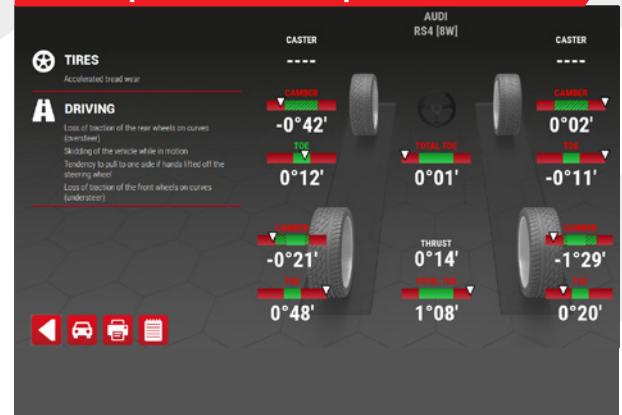 AUDI
RS4 [8W]
CASTER
CASTER
----
----
TIRES
Accelerated tread wear
DRIVING
Loss of traction of the rear wheels on curves
(oversteer)
Skidding of the vehicle while in motion
Tendency to pull to one side if hands lifted off the
steering wheel
Loss of traction of the front wheels on curves
(understeer)
CAMBER
-0°42'
CAMBER
0°02'
TOE
0°12'
TOTAL TOE
0°01'
TOE
-0°11'
CAMBER
-0°21'
THRUST
0°14'
CAMBER
-1°29'
TOE
0°48'
TOTAL TOE
1°08'
TOE
0°20'